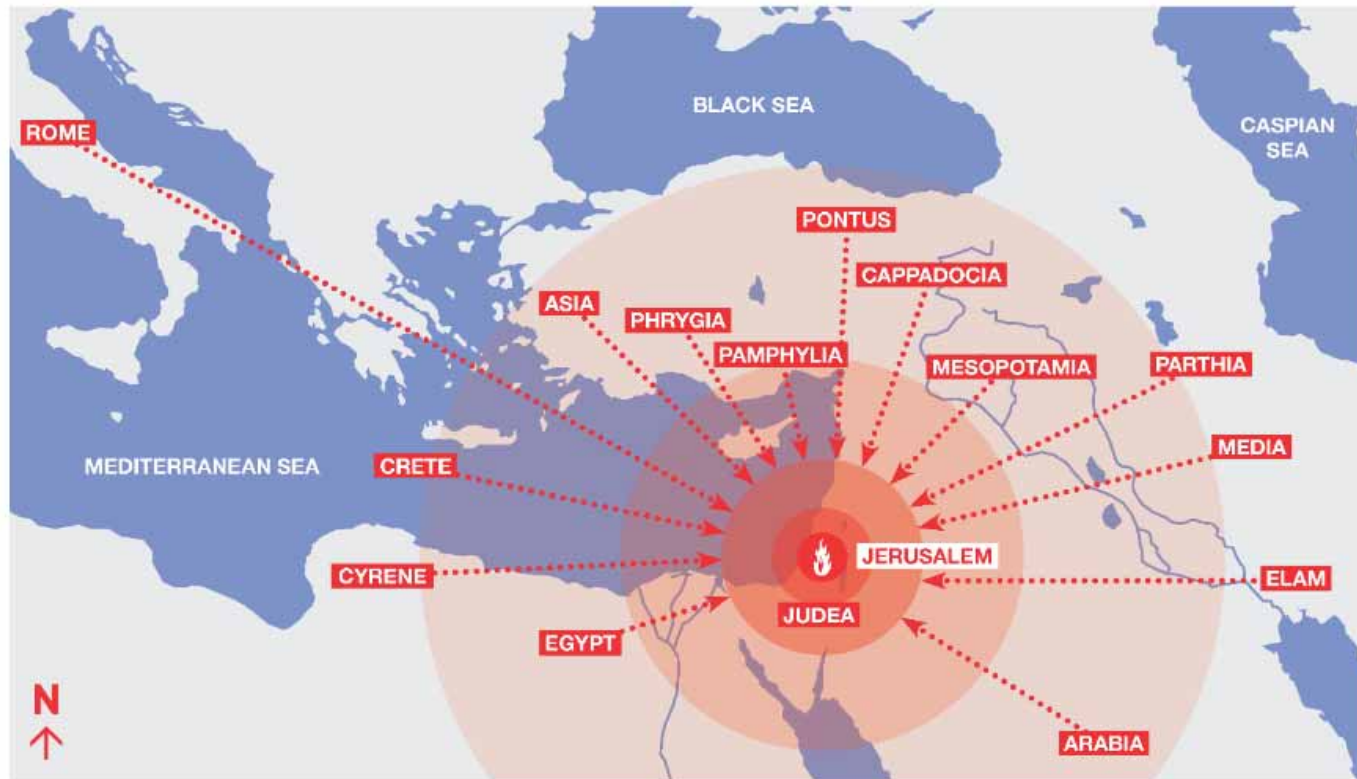 BLACK SEA
CASPIAN
SEA
ROME
PONTUS
CAPPADOCIA
ASIA
PHRYGIA
PAMPHYLIA
MESOPOTAMIA
PARTHIA
MEDIA
MEDITERRANEAN SEA
CRETE
JERUSALEM
CYRENE
ELAM
JUDEA
EGYPT
N
ARABIA